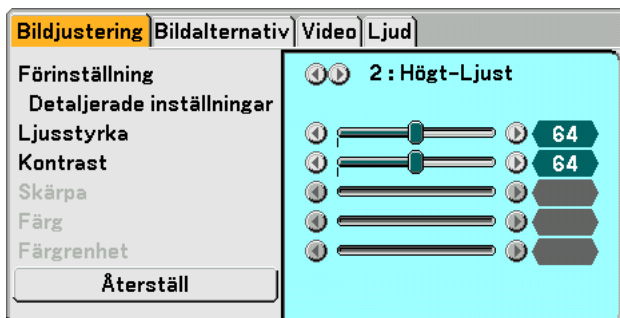 Bildjustering Bildalternativ Video Ljud
Förinställning 2 : Högt-Ljust
Detaljerade inställningar
Ljusstyrka 64
Kontrast 64
Skärpa
Färg
Färgrenhet
Återställ